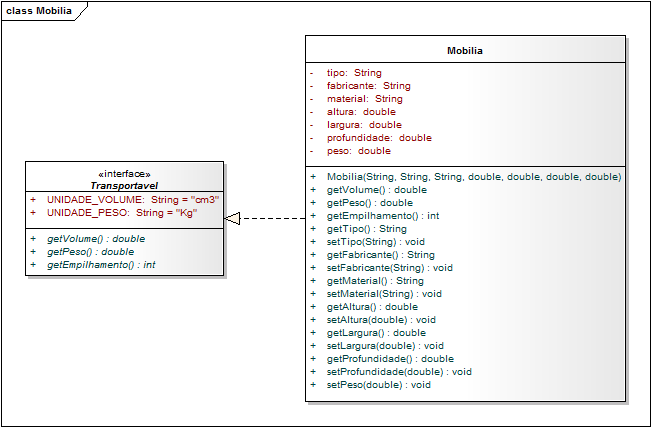 class Mobilia
«interface»
Transportavel
+ UNIDADE_VOLUME: String = "cm3"
+ UNIDADE_PESO: String = "Kg"
+ getVolume() : double
+ getPeso() : double
+ getEmpilhamento() : int
Mobilia
- tipo: String
- fabricante: String
- material: String
- altura: double
- largura: double
- profundidade: double
- peso: double
+ Mobilia(String, String, String, double, double, double, double)
+ getVolume() : double
+ getPeso() : double
+ getEmpilhamento() : int
+ getTipo() : String
+ setTipo(String) : void
+ getFabricante() : String
+ setFabricante(String) : void
+ getMaterial() : String
+ setMaterial(String) : void
+ getAltura() : double
+ setAltura(double) : void
+ getLargura() : double
+ setLargura(double) : void
+ getProfundidade() : double
+ setProfundidade(double) : void
+ setPeso(double) : void